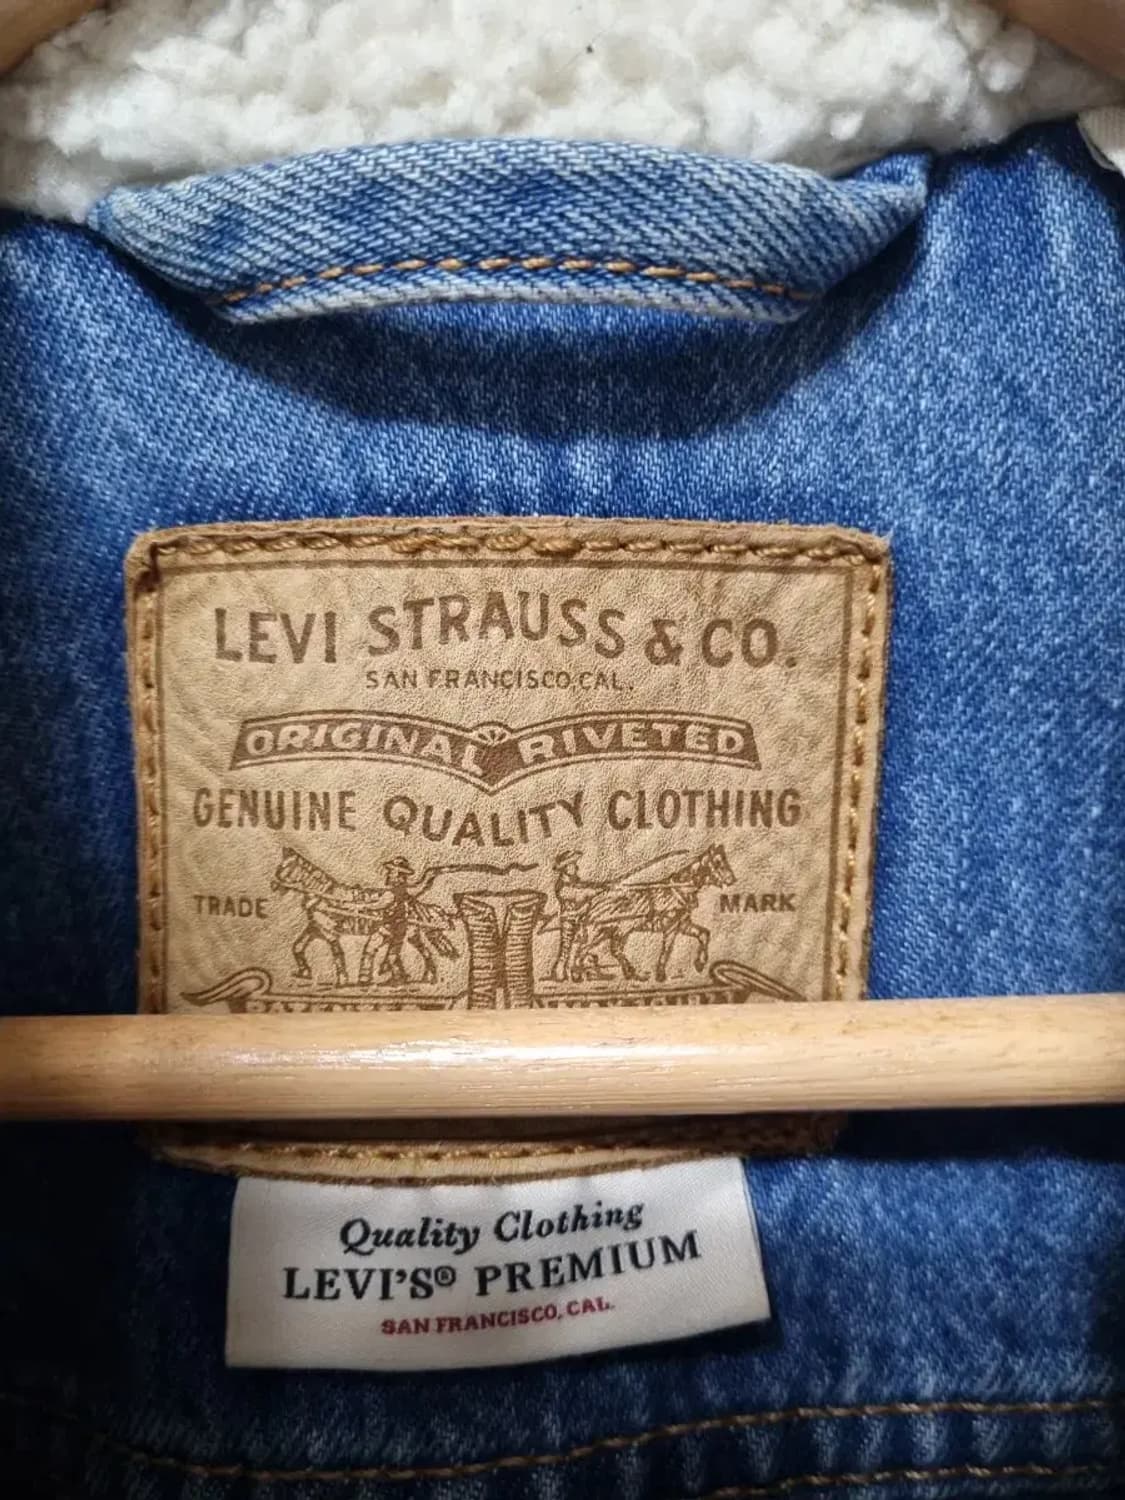 LEVI STRAUSS & CO.
SAN FRANCISCO, CAL.
ORIGINAL RIVETED
GENUINE QUALITY CLOTHING
TRADE MARK
Quality Clothing
LEVI'S® PREMIUM
SAN FRANCISCO, CAL.